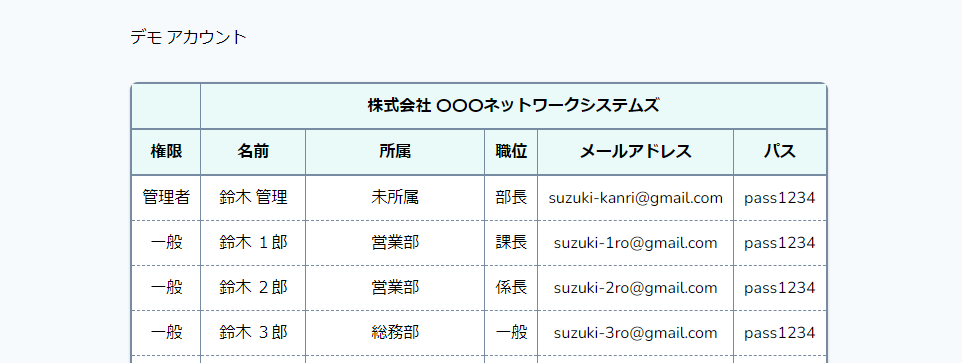 デモ アカウント
株式会社 〇〇〇ネットワークシステムズ
権限 名前 所属 職位 メールアドレス パス
管理者 鈴木 管理 未所属 部長 suzuki-kanri@gmail.com pass1234
一般 鈴木 １郎 営業部 課長 suzuki-1ro@gmail.com pass1234
一般 鈴木 ２郎 営業部 係長 suzuki-2ro@gmail.com pass1234
一般 鈴木 ３郎 総務部 一般 suzuki-3ro@gmail.com pass1234